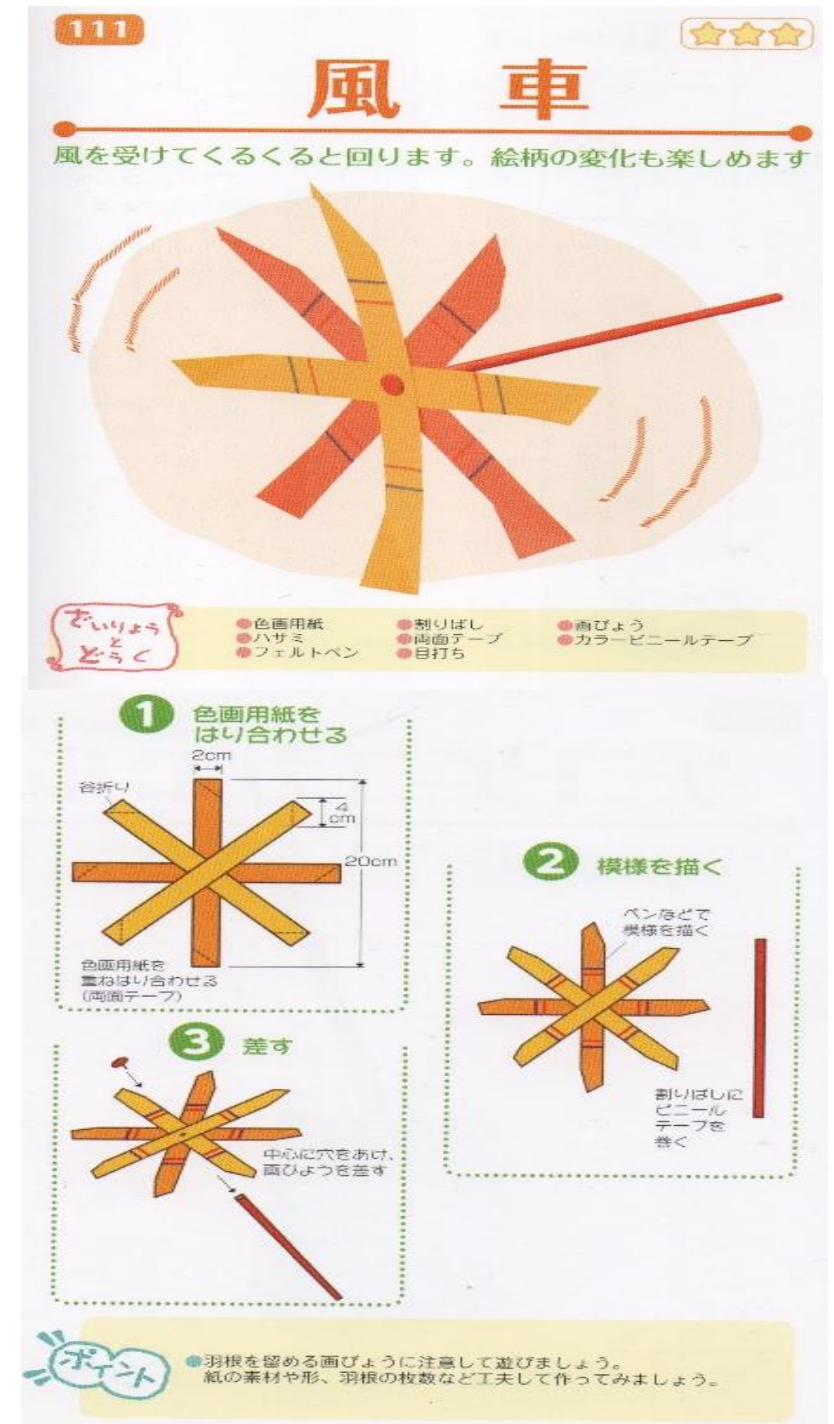 111
風 車
風を受けてくるくると回ります。絵柄の変化も楽しめます
ざいりょう
と
どうぐ
●色画用紙
●ハサミ
●フェルトペン
●割りばし
●両面テープ
●目打ち
●画びょう
●カラービニールテープ
1 色画用紙を
はり合わせる
2cm
谷折り
4
cm
20cm
色画用紙を
重ねはり合わせる
(両面テープ)
2 模様を描く
ペンなどで
模様を描く
割りばしに
ビニール
テープを
巻く
3 差す
中心に穴をあけ、
画びょうを差す
ポイント
●羽根を留める画びょうに注意して遊びましょう。
紙の素材や形、羽根の枚数など工夫して作ってみましょう。